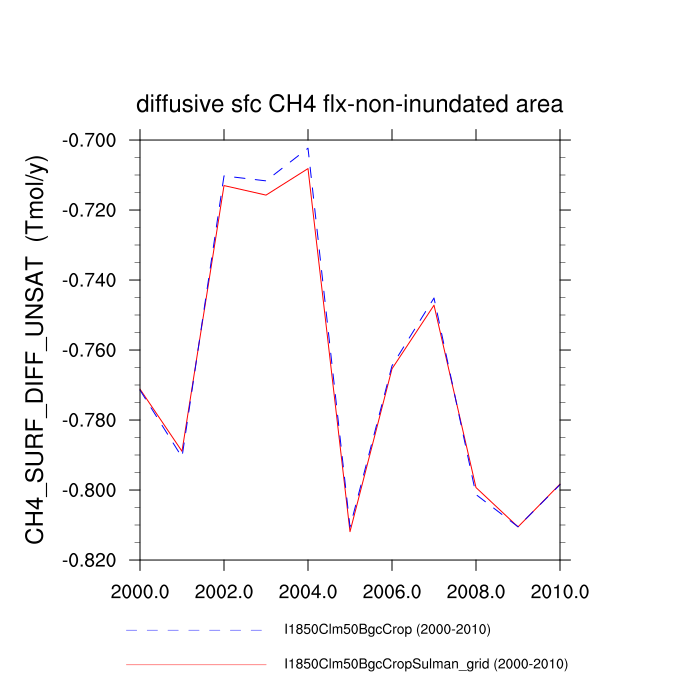 diffusive sfc CH4 flx-non-inundated area
CH4_SURF_DIFF_UNSAT (Tmol/y)
-0.700
-0.720
-0.740
-0.760
-0.780
-0.800
-0.820
2000.0 2002.0 2004.0 2006.0 2008.0 2010.0
I1850Clm50BgcCrop (2000-2010)
I1850Clm50BgcCropSulman_grid (2000-2010)